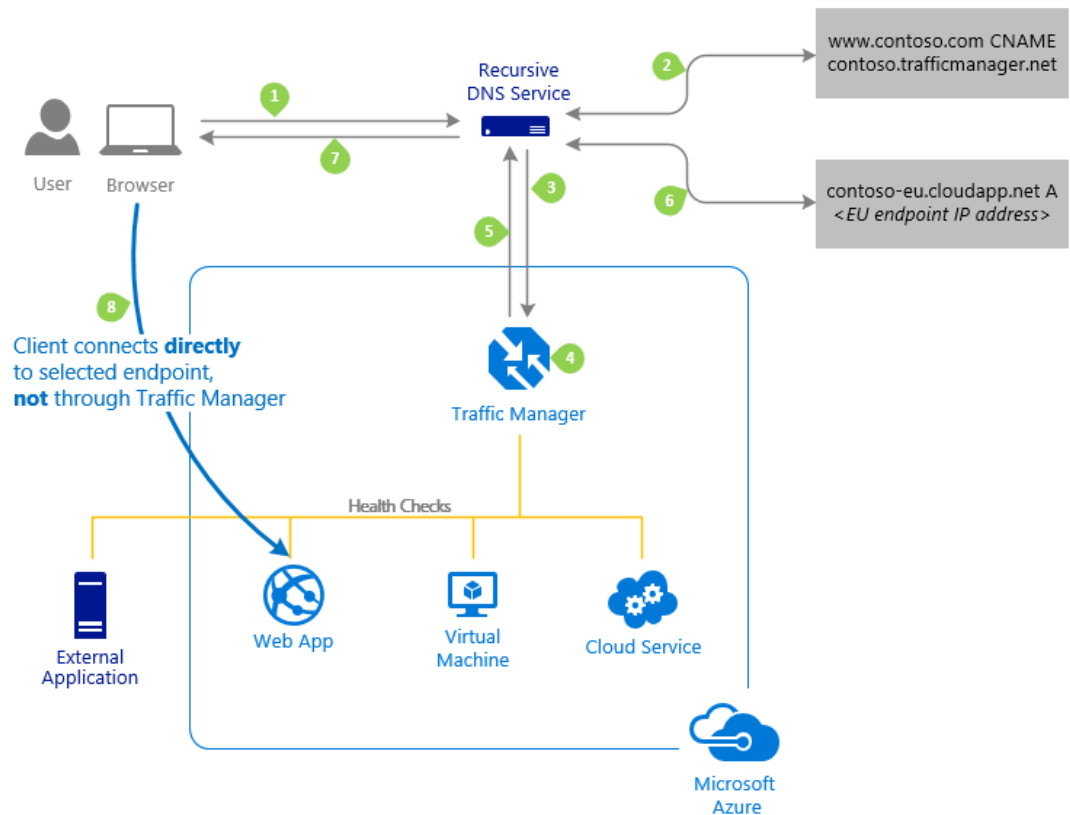 www.contoso.com CNAME
contoso.trafficmanager.net
2
Recursive
DNS Service
1
7
User
Browser
3
contoso-eu.cloudapp.net A
<EU endpoint IP address>
6
5
8
Client connects directly
to selected endpoint,
not through Traffic Manager
4
Traffic Manager
Health Checks
External
Application
Web App
Virtual
Machine
Cloud Service
Microsoft
Azure